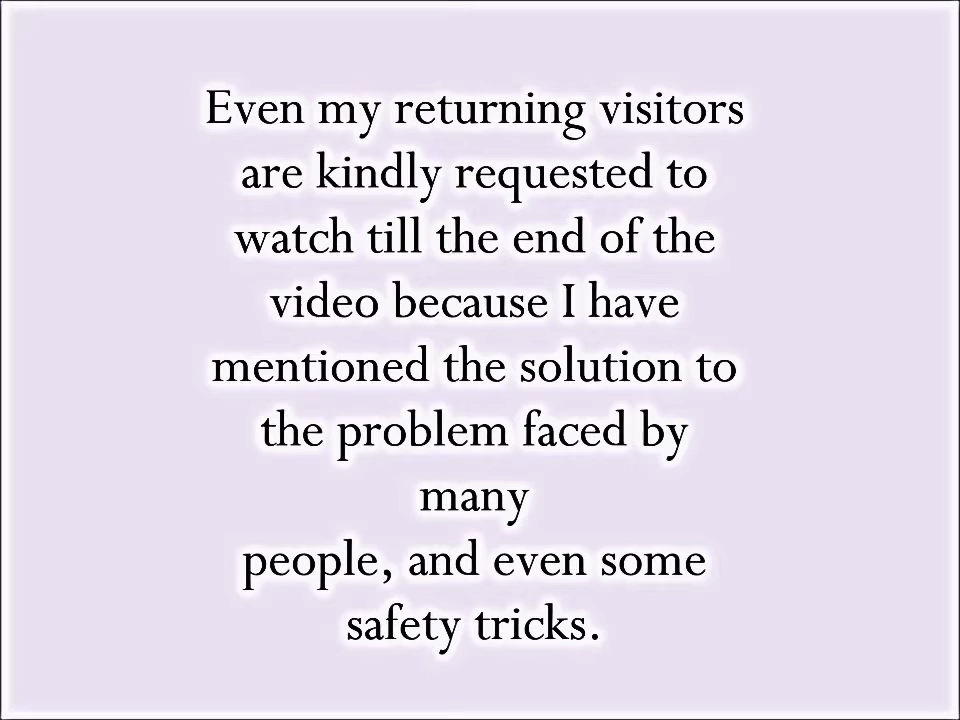 Even my returning visitors
are kindly requested to
watch till the end of the
video because I have
mentioned the solution to
the problem faced by
many
people, and even some
safety tricks.